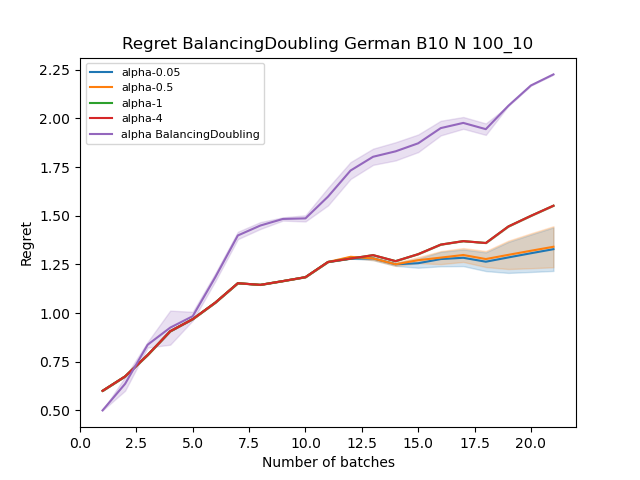 Regret BalancingDoubling German B10 N 100_10
alpha-0.05
alpha-0.5
alpha-1
alpha-4
alpha BalancingDoubling
Regret
2.25
2.00
1.75
1.50
1.25
1.00
0.75
0.50
0.0 2.5 5.0 7.5 10.0 12.5 15.0 17.5 20.0
Number of batches